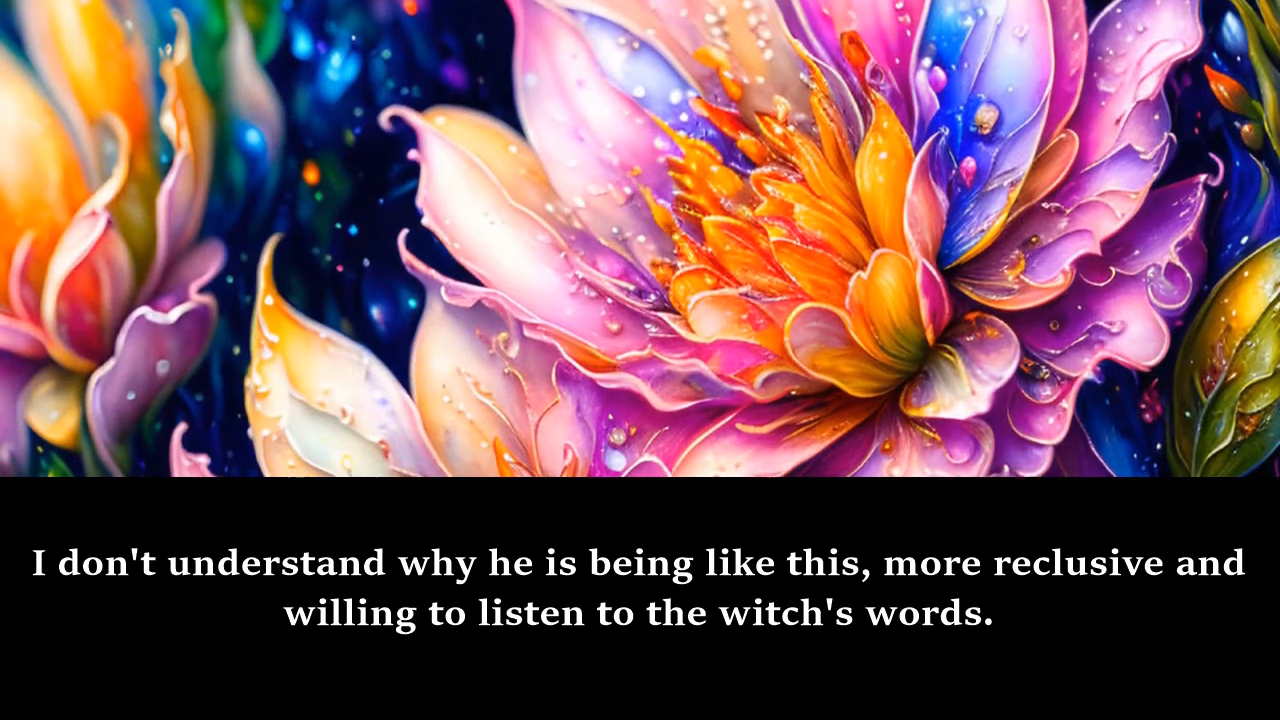 I don't understand why he is being like this, more reclusive and
willing to listen to the witch's words.